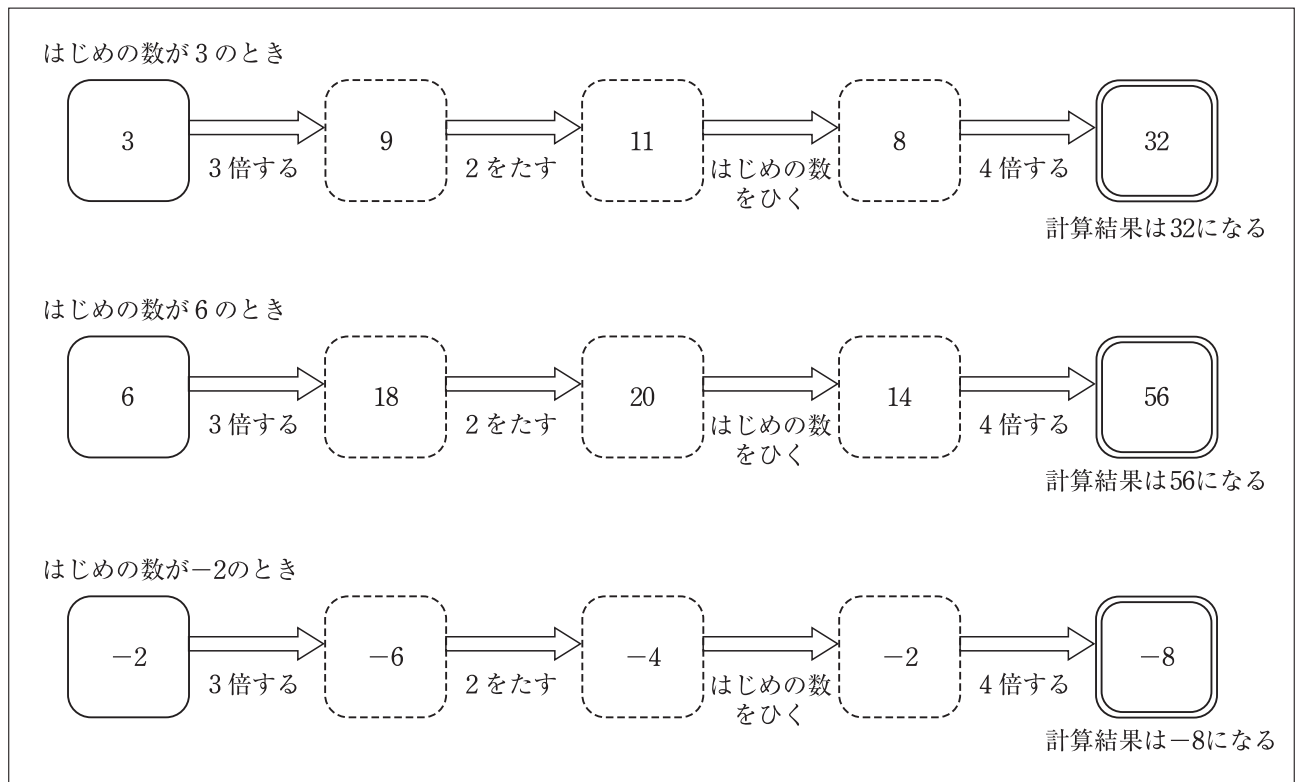 はじめの数が3のとき
3 9 11 8 32
3倍する 2をたす はじめの数をひく 4倍する
計算結果は32になる
はじめの数が6のとき
6 18 20 14 56
3倍する 2をたす はじめの数をひく 4倍する
計算結果は56になる
はじめの数が−2のとき
−2 −6 −4 −2 −8
3倍する 2をたす はじめの数をひく 4倍する
計算結果は−8になる